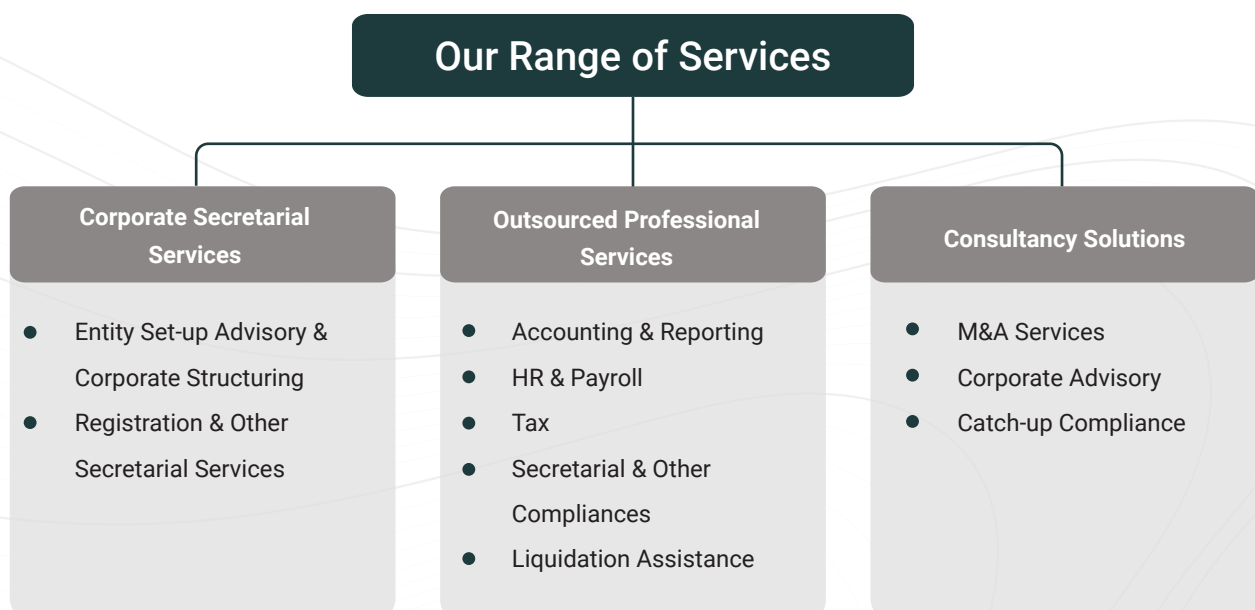 Our Range of Services
Corporate Secretarial
Services
Entity Set-up Advisory &
Corporate Structuring
Registration & Other
Secretarial Services
Outsourced Professional
Services
Accounting & Reporting
HR & Payroll
Tax
Secretarial & Other
Compliances
Liquidation Assistance
Consultancy Solutions
M&A Services
Corporate Advisory
Catch-up Compliance